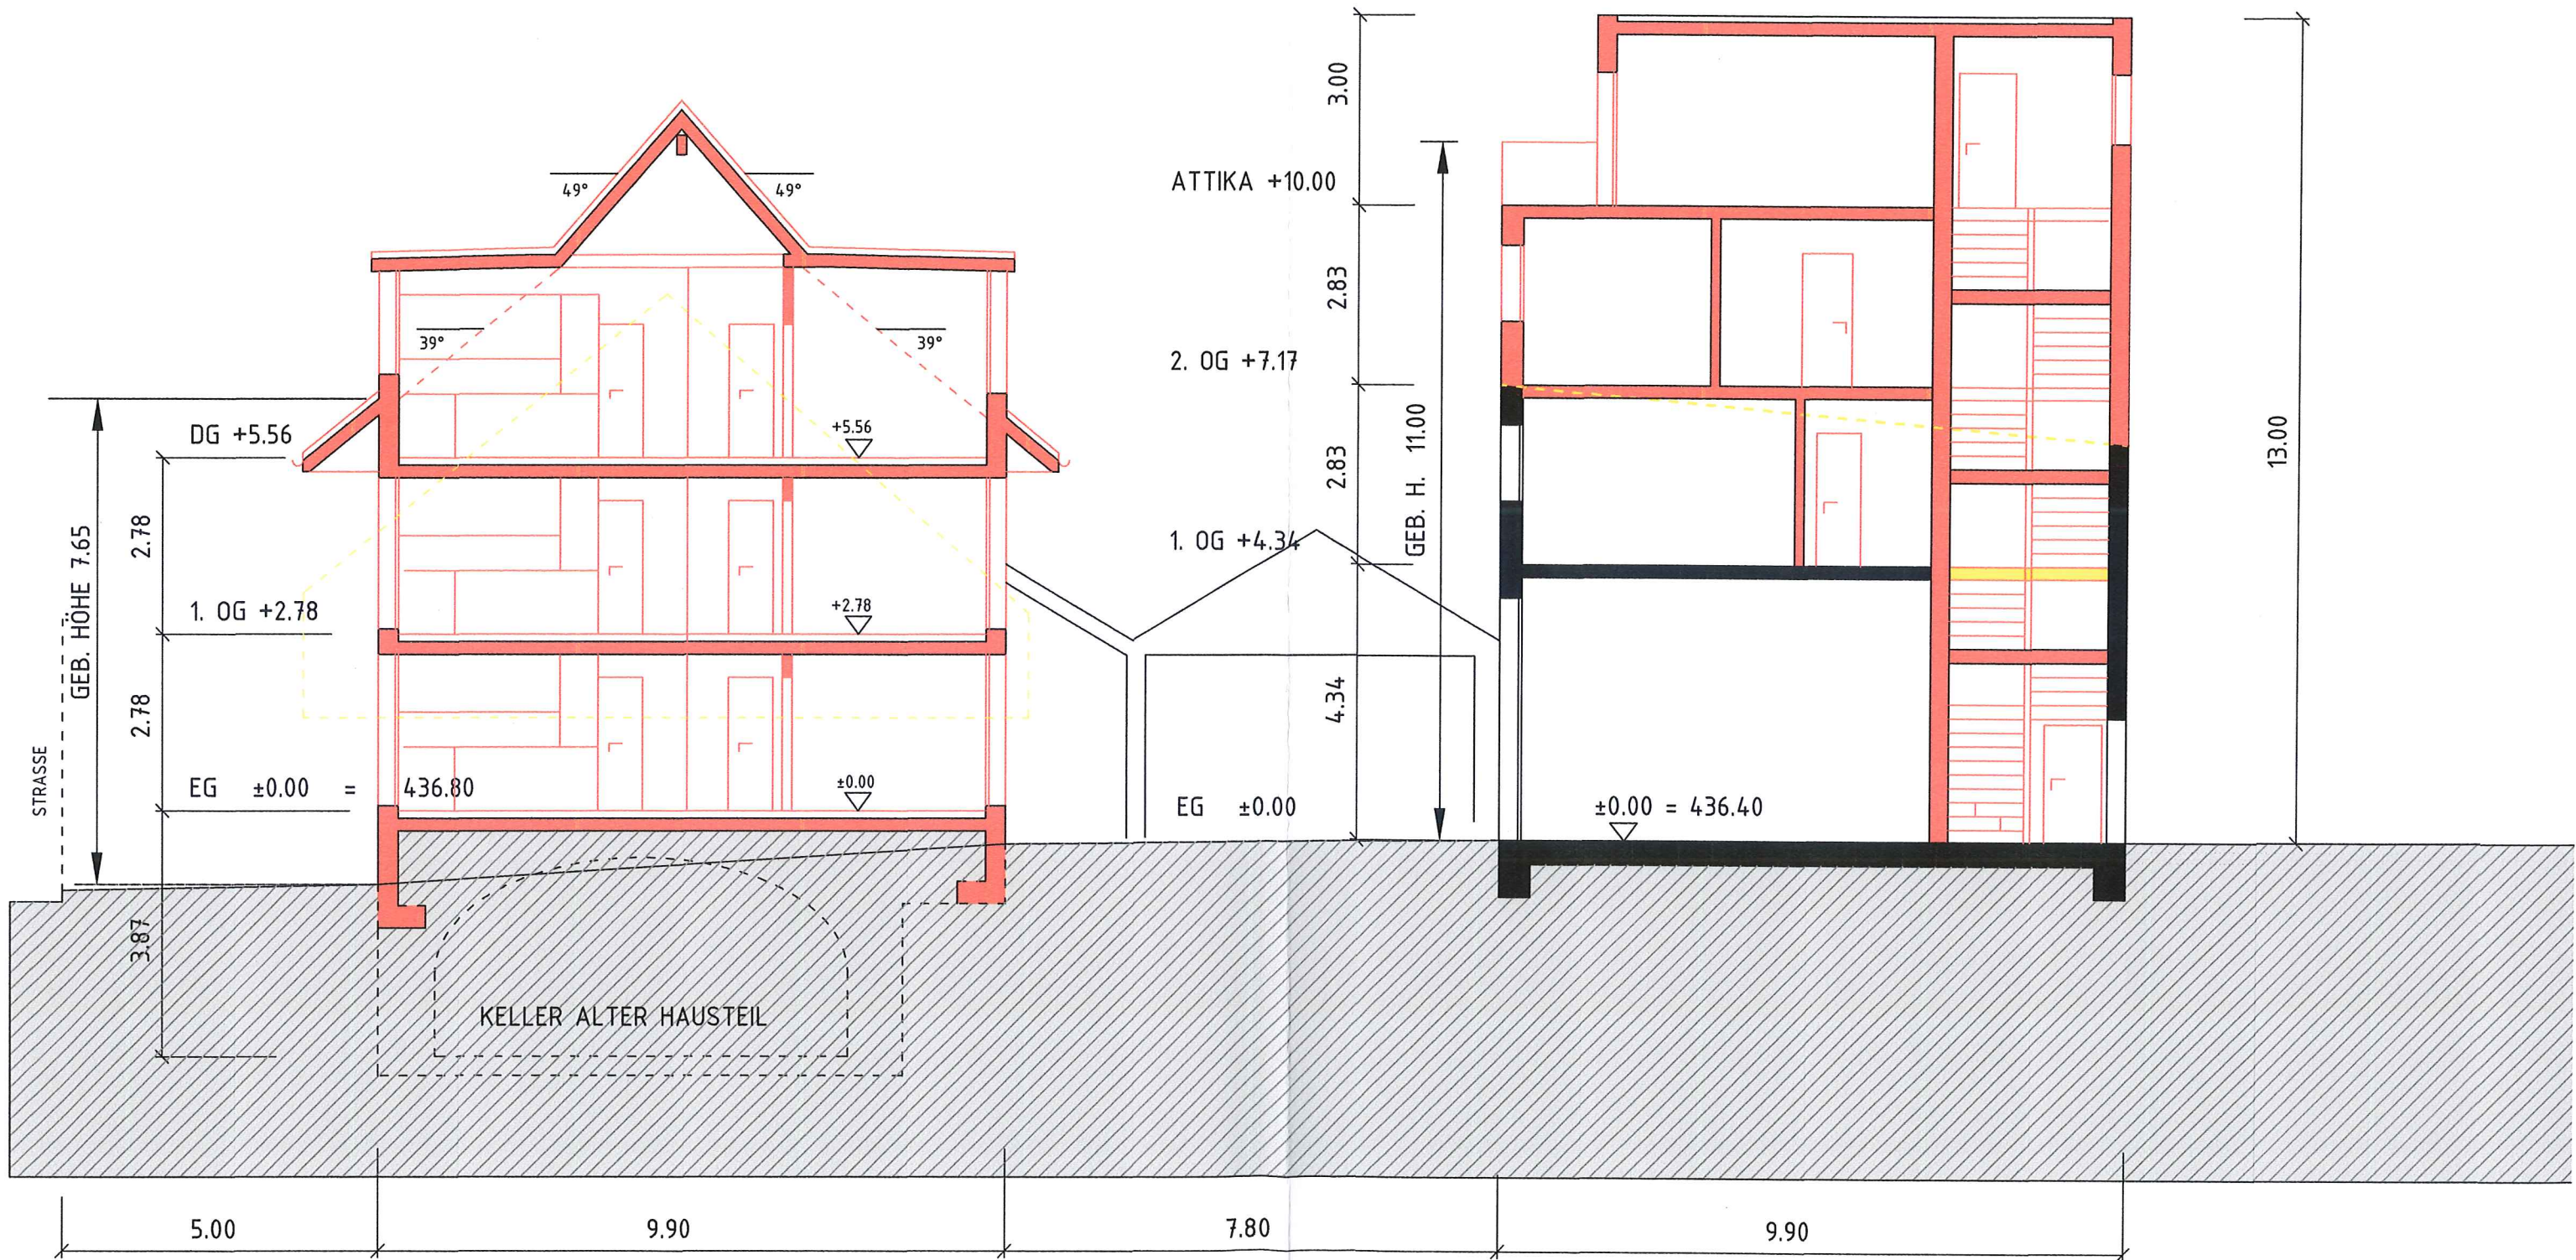 49°
49°
39°
39°
DG +5.56
+5.56
GEB. HÖHE 7.65
2.78
1. OG +2.78
+2.78
2.78
STRASSE
EG ±0.00 = 436.80
±0.00
3.87
KELLER ALTER HAUSTEIL
3.00
ATTIKA +10.00
2.83
2. OG +7.17
2.83
GEB. H. 11.00
1. OG +4.34
4.34
EG ±0.00
±0.00 = 436.40
13.00
5.00
9.90
7.80
9.90